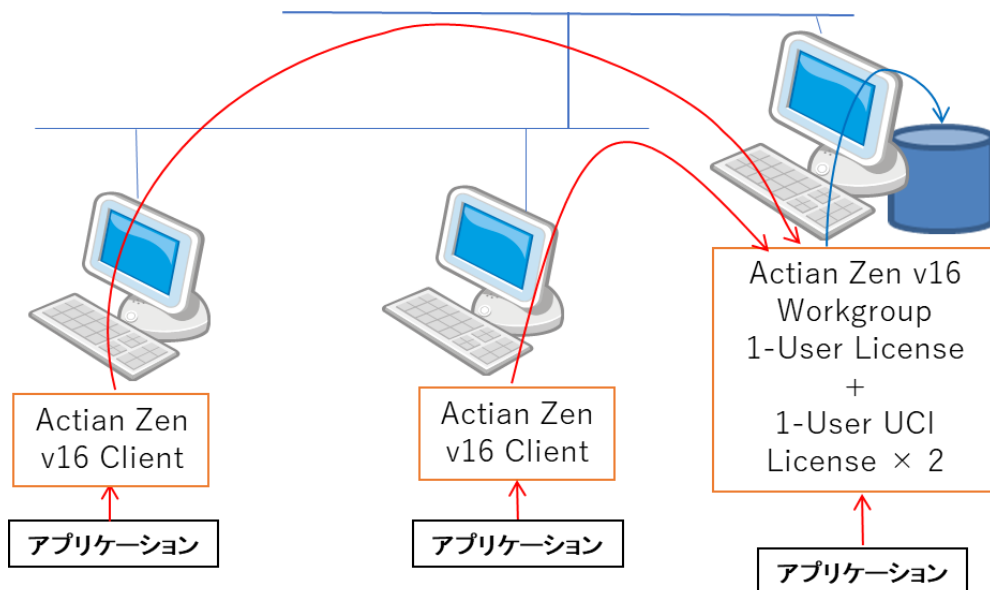 Actian Zen
v16 Client
アプリケーション
Actian Zen
v16 Client
アプリケーション
Actian Zen v16
Workgroup
1-User License
+
1-User UCI
License × 2
アプリケーション